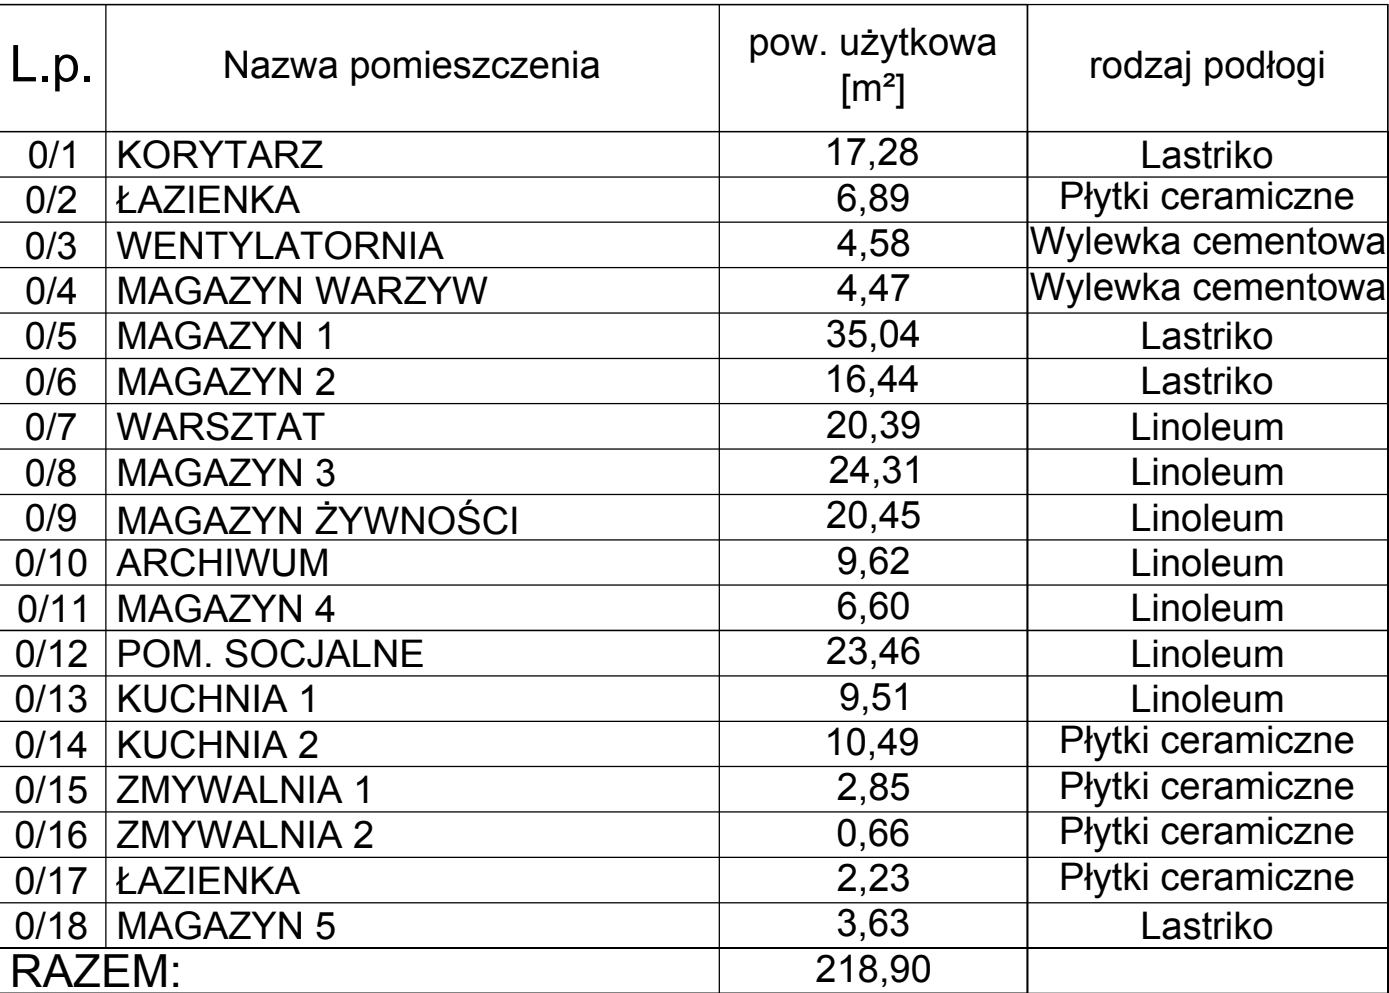 L.p. Nazwa pomieszczenia pow. użytkowa [m²] rodzaj podłogi
0/1 KORYTARZ 17,28 Lastriko
0/2 ŁAZIENKA 6,89 Płytki ceramiczne
0/3 WENTYLATORNIA 4,58 Wylewka cementowa
0/4 MAGAZYN WARZYW 4,47 Wylewka cementowa
0/5 MAGAZYN 1 35,04 Lastriko
0/6 MAGAZYN 2 16,44 Lastriko
0/7 WARSZTAT 20,39 Linoleum
0/8 MAGAZYN 3 24,31 Linoleum
0/9 MAGAZYN ŻYWNOŚCI 20,45 Linoleum
0/10 ARCHIWUM 9,62 Linoleum
0/11 MAGAZYN 4 6,60 Linoleum
0/12 POM. SOCJALNE 23,46 Linoleum
0/13 KUCHNIA 1 9,51 Linoleum
0/14 KUCHNIA 2 10,49 Płytki ceramiczne
0/15 ZMYWALNIA 1 2,85 Płytki ceramiczne
0/16 ZMYWALNIA 2 0,66 Płytki ceramiczne
0/17 ŁAZIENKA 2,23 Płytki ceramiczne
0/18 MAGAZYN 5 3,63 Lastriko
RAZEM: 218,90